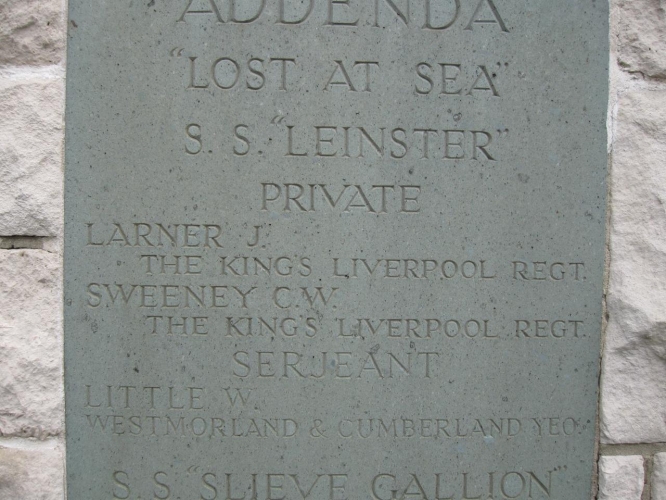 ADDENDA
"LOST AT SEA"
S. S. "LEINSTER"
PRIVATE
LARNER J.
THE KING'S LIVERPOOL REGT.
SWEENEY C.W.
THE KING'S LIVERPOOL REGT.
SERJEANT
LITTLE W.
WESTMORLAND & CUMBERLAND YEO.
S. S. "SLIEVE GALLION"